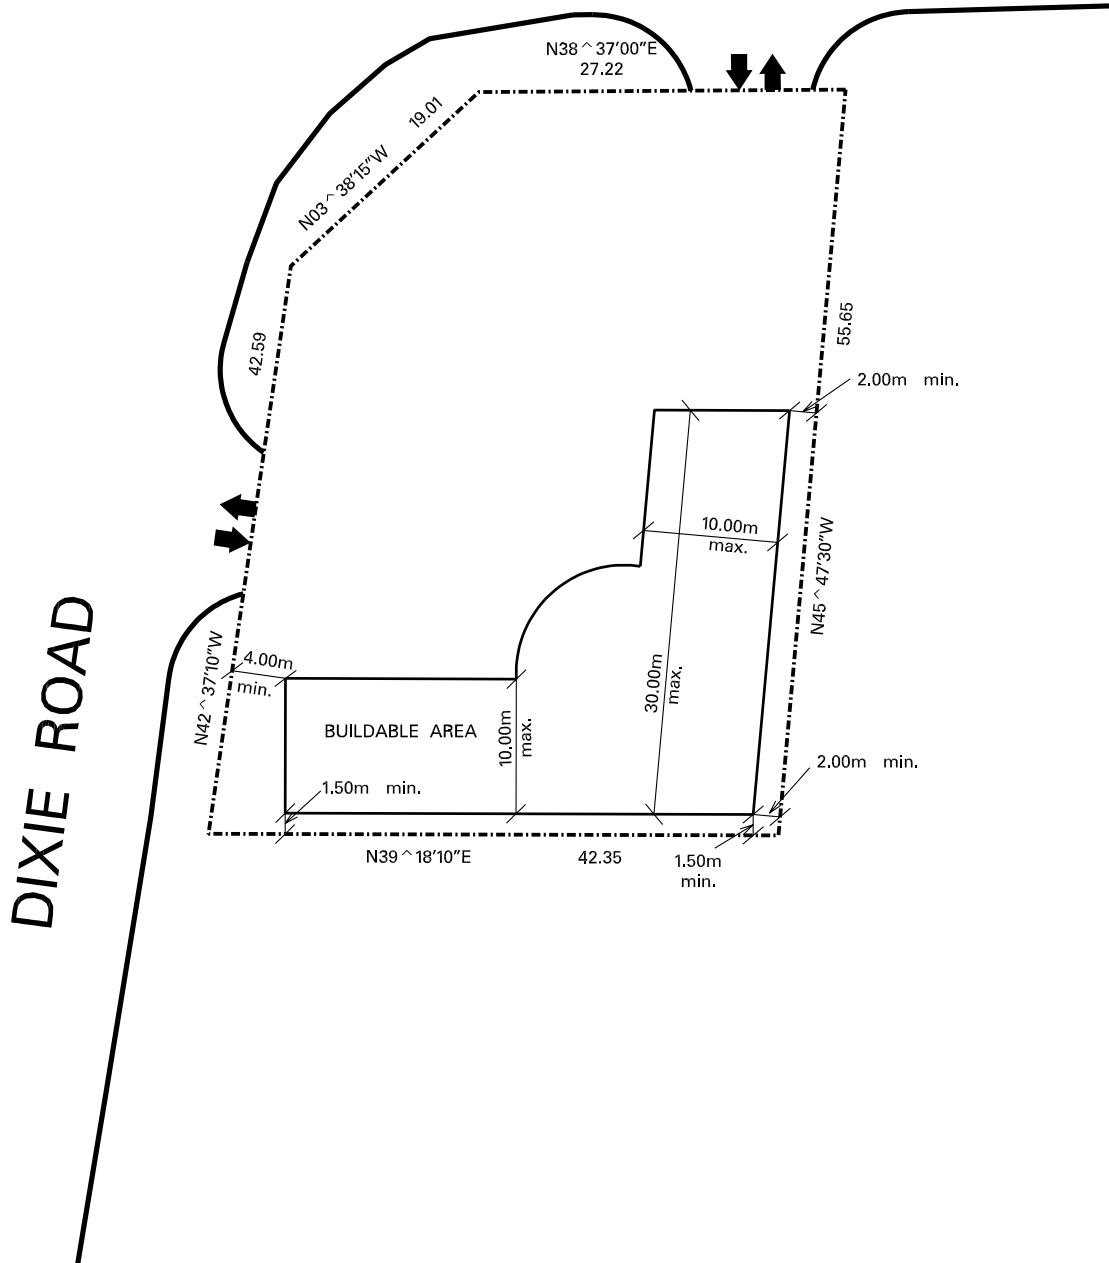 N38^37'00"E
27.22
19.01
N03^38'15"W
42.59
55.65
2.00m min.
10.00m
max.
N45^47'30"W
DIXIE ROAD
N42^37'10"W
4.00m
min.
30.00m
max.
BUILDABLE AREA
10.00m
max.
1.50m min.
2.00m min.
N39^18'10"E
42.35
1.50m
min.